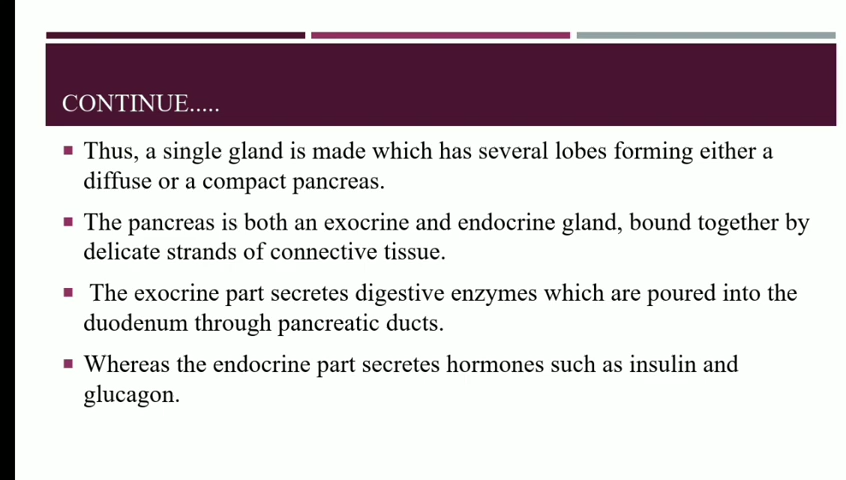 CONTINUE.....
Thus, a single gland is made which has several lobes forming either a
diffuse or a compact pancreas.
The pancreas is both an exocrine and endocrine gland, bound together by
delicate strands of connective tissue.
The exocrine part secretes digestive enzymes which are poured into the
duodenum through pancreatic ducts.
Whereas the endocrine part secretes hormones such as insulin and
glucagon.